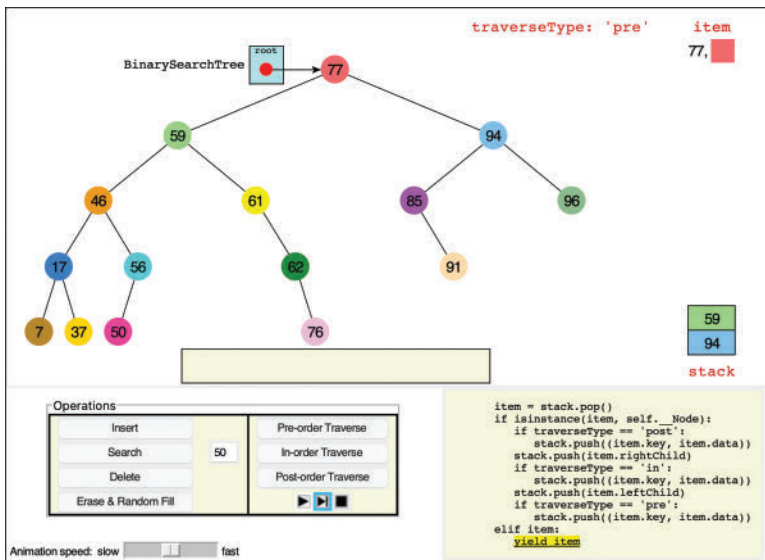 traverseType: 'pre' item
77,
root
BinarySearchTree
77
59 94
46 61 85 96
17 56 62 91
7 37 50 76
59
94
stack
Operations
Insert
Search 50
Delete
Erase & Random Fill
Pre-order Traverse
In-order Traverse
Post-order Traverse
Animation speed: slow fast
item = stack.pop()
if isinstance(item, self.__Node):
if traverseType == 'post':
stack.push((item.key, item.data))
stack.push(item.rightChild)
if traverseType == 'in':
stack.push((item.key, item.data))
stack.push(item.leftChild)
if traverseType == 'pre':
stack.push((item.key, item.data))
elif item:
yield item